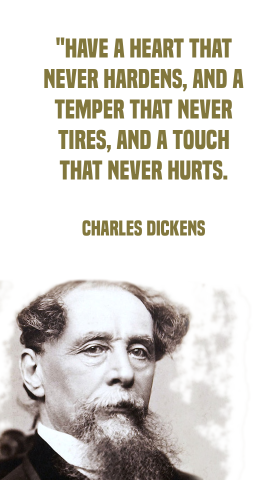 "HAVE A HEART THAT
NEVER HARDENS, AND A
TEMPER THAT NEVER
TIRES, AND A TOUCH
THAT NEVER HURTS.
CHARLES DICKENS